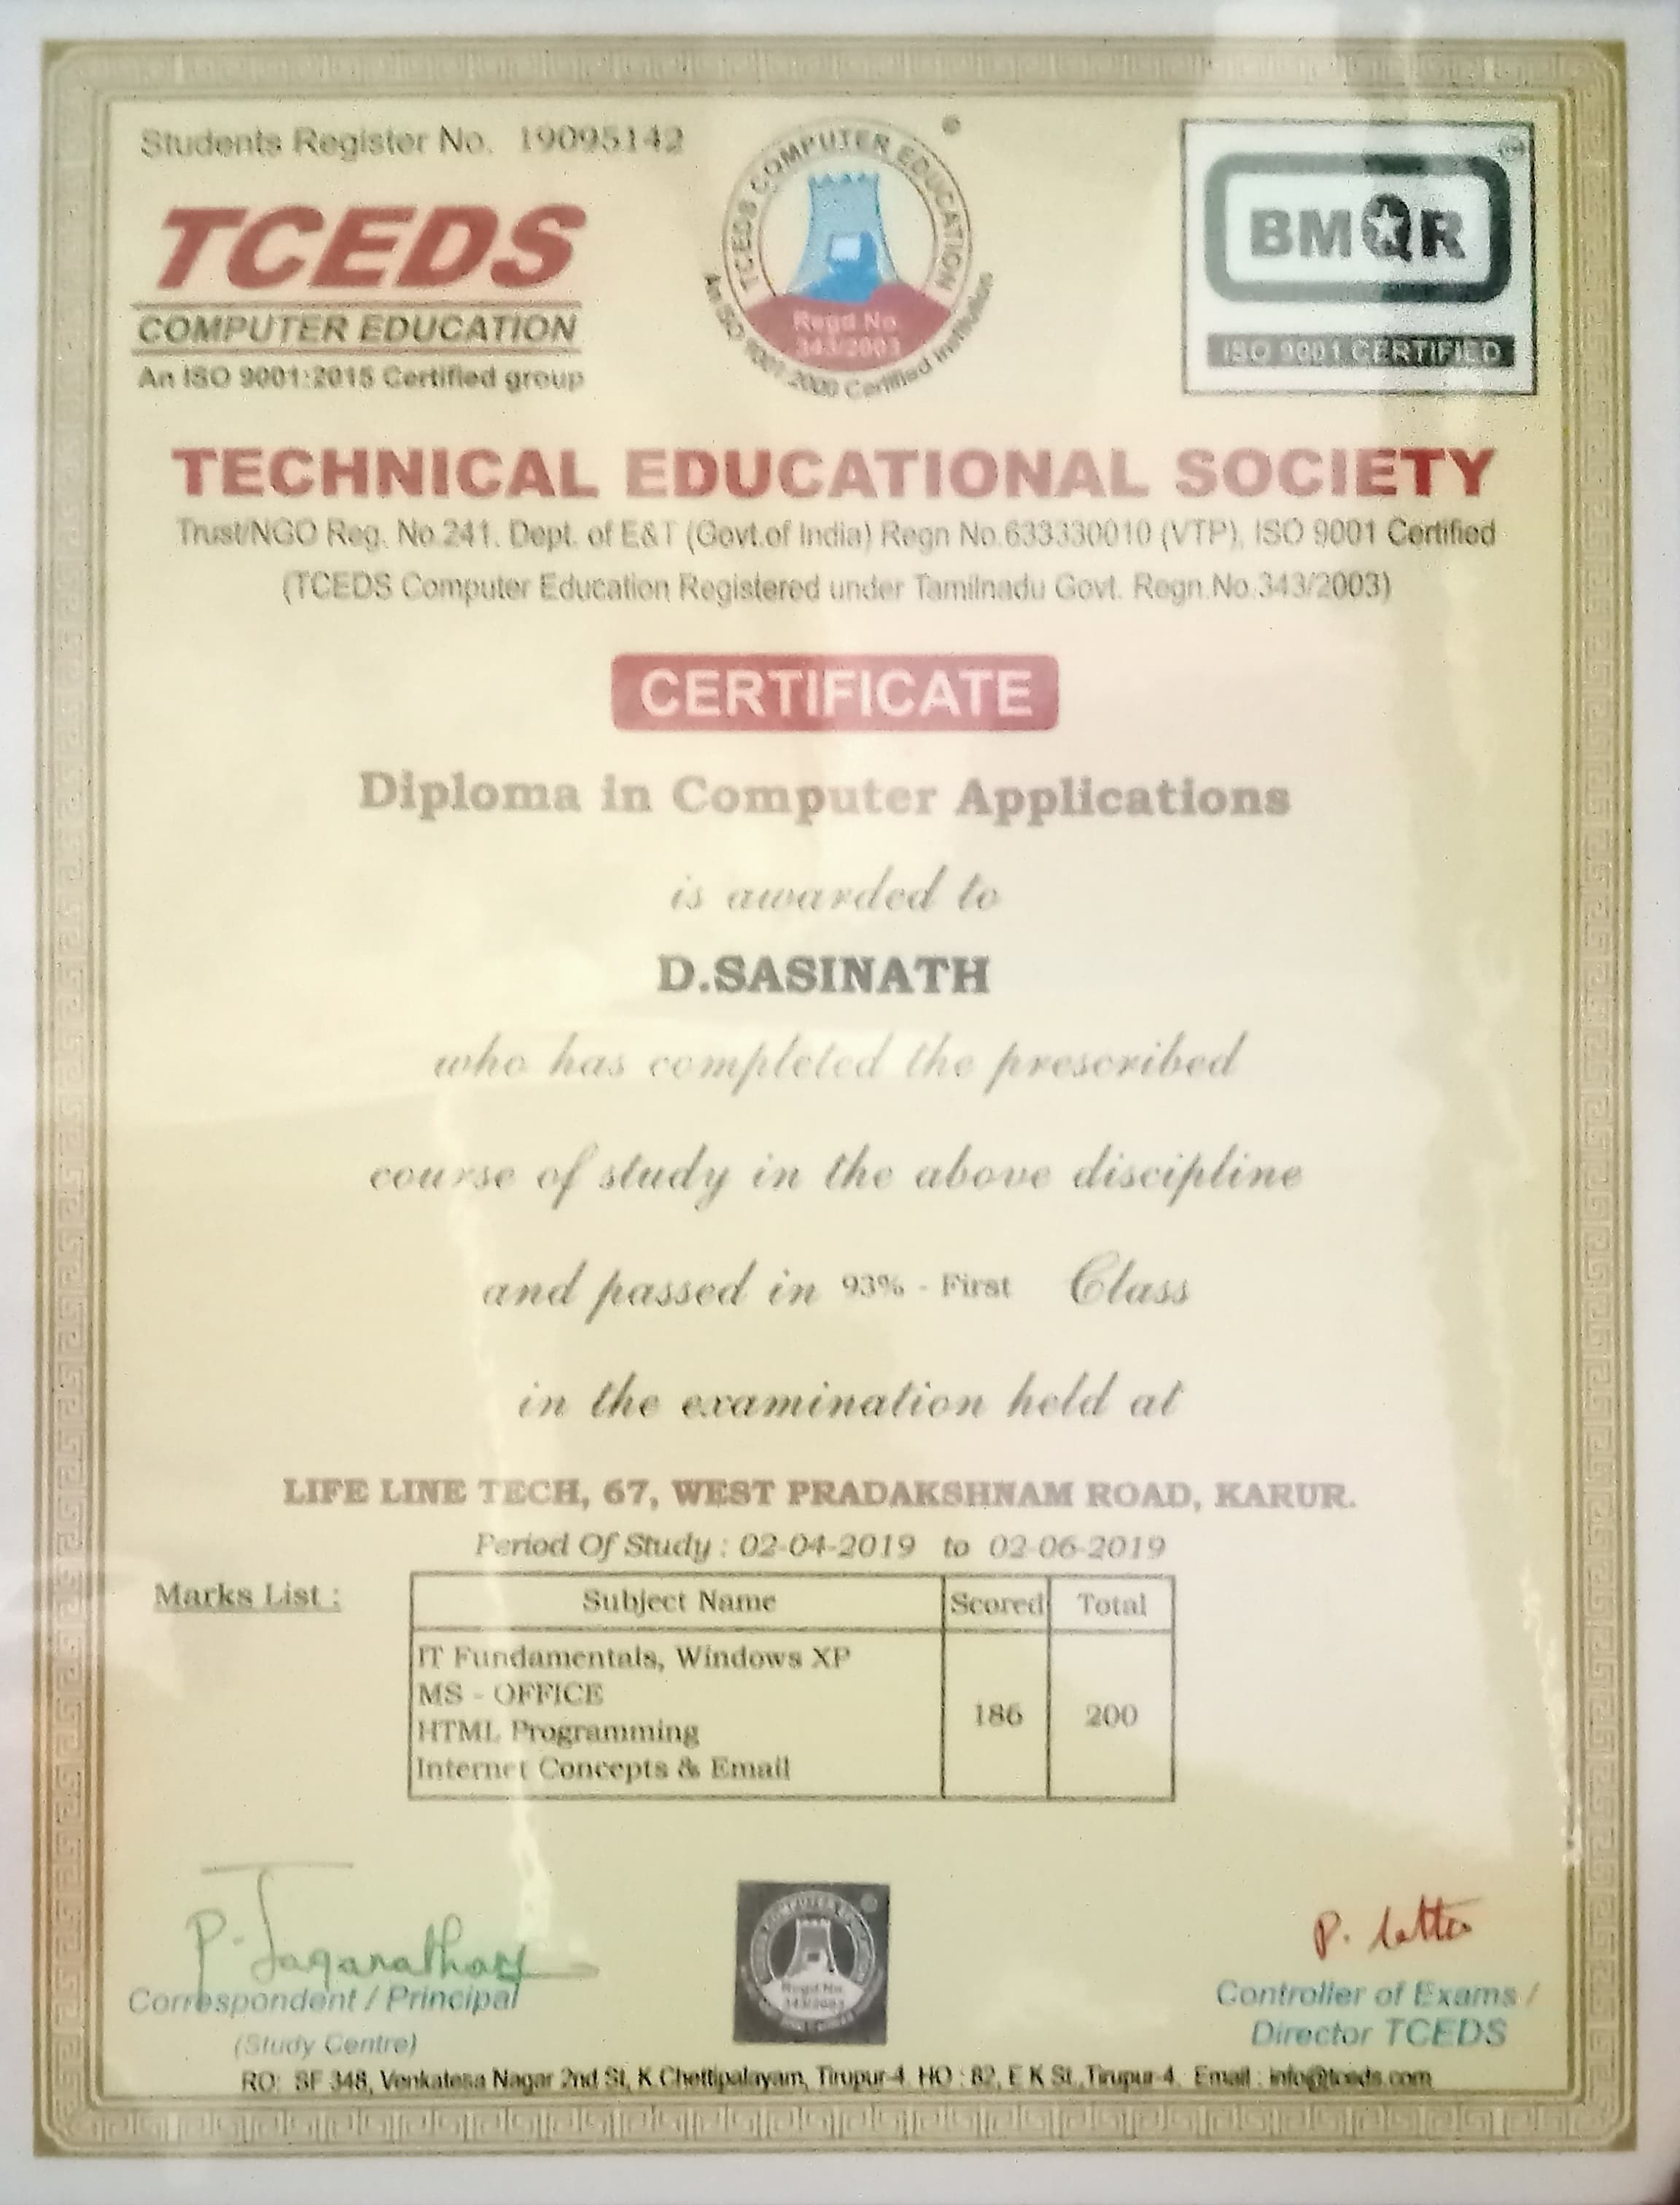 Students Register No. 19095142
TCEDS
COMPUTER EDUCATION
An ISO 9001:2015 Certified group
TCEDS COMPUTER EDUCATION
Regd.No
343/2003
An ISO 9001:2000 Certified Institution
BMQR
ISO 9001 CERTIFIED
TECHNICAL EDUCATIONAL SOCIETY
Trust/NGO Reg. No.241. Dept. of E&T (Govt.of India) Regn No.633330010 (VTP), ISO 9001 Certified
(TCEDS Computer Education Registered under Tamilnadu Govt. Regn.No.343/2003)
CERTIFICATE
Diploma in Computer Applications
is awarded to
D.SASINATH
who has completed the prescribed
course of study in the above discipline
and passed in 93% - First Class
in the examination held at
LIFE LINE TECH, 67, WEST PRADAKSHNAM ROAD, KARUR.
Period Of Study : 02-04-2019 to 02-06-2019
Marks List :
Subject Name Scored Total
IT Fundamentals, Windows XP
MS - OFFICE
HTML Programming
Internet Concepts & Email
186 200
P. Jaganathan
Correspondent / Principal
(Study Centre)
COMPUTER EDUCATION
Regd.No
343/2003
P.
Controller of Exams /
Director TCEDS
RO: SF 348, Venkatesa Nagar 2nd St, K.Chettipalayam, Tirupur-4. HO : 82, E K St.,Tirupur-4. Email : info@tceds.com